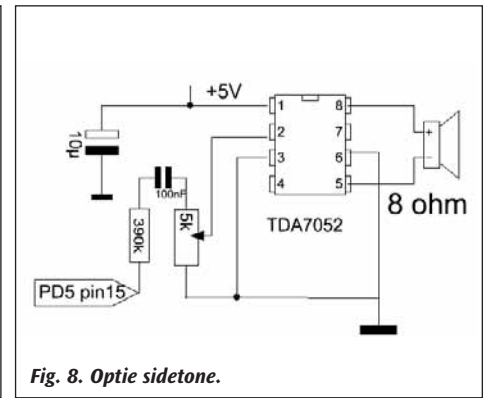 +5V
10µ
100nF
390k
5k
PD5 pin15
1
2
3
4
8
7
6
5
TDA7052
+
-
8 ohm
Fig. 8. Optie sidetone.